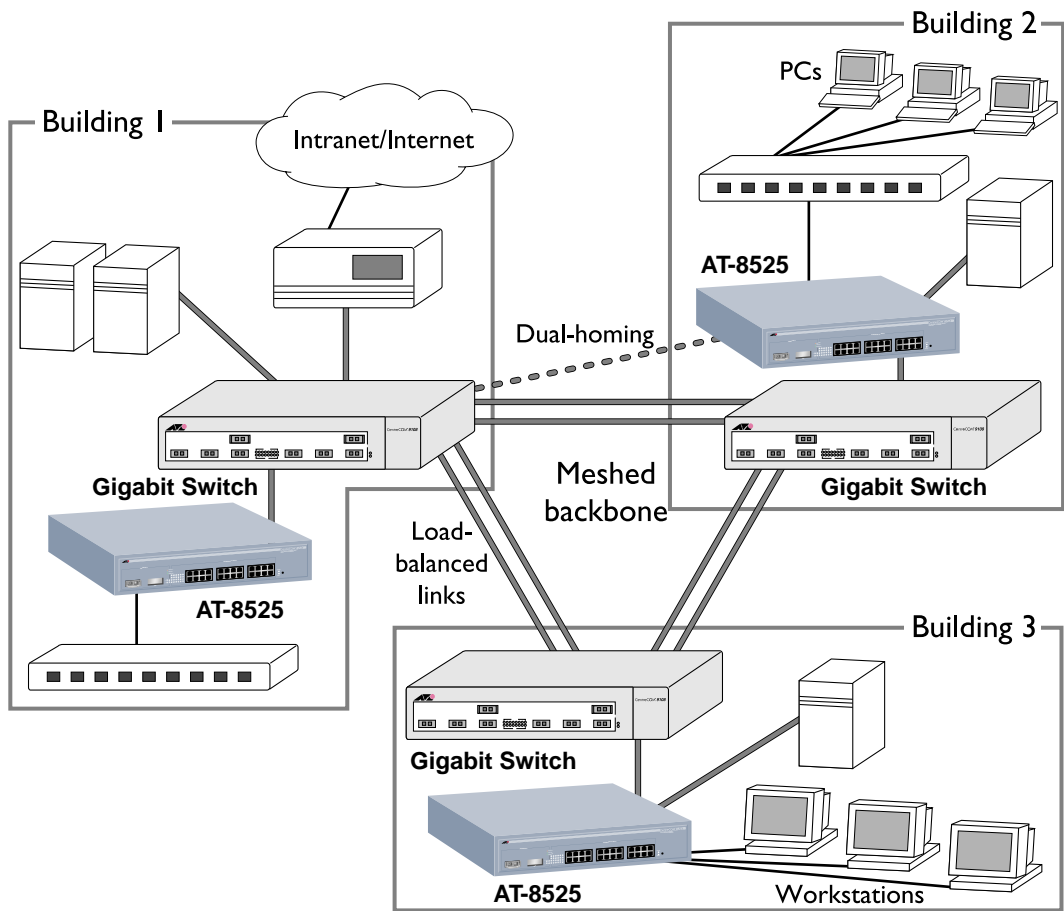 Building 2
PCs
Building 1
Intranet/Internet
AT-8525
Dual-homing
Gigabit Switch
Meshed
backbone
Gigabit Switch
Load-
balanced
links
AT-8525
Building 3
Gigabit Switch
AT-8525
Workstations